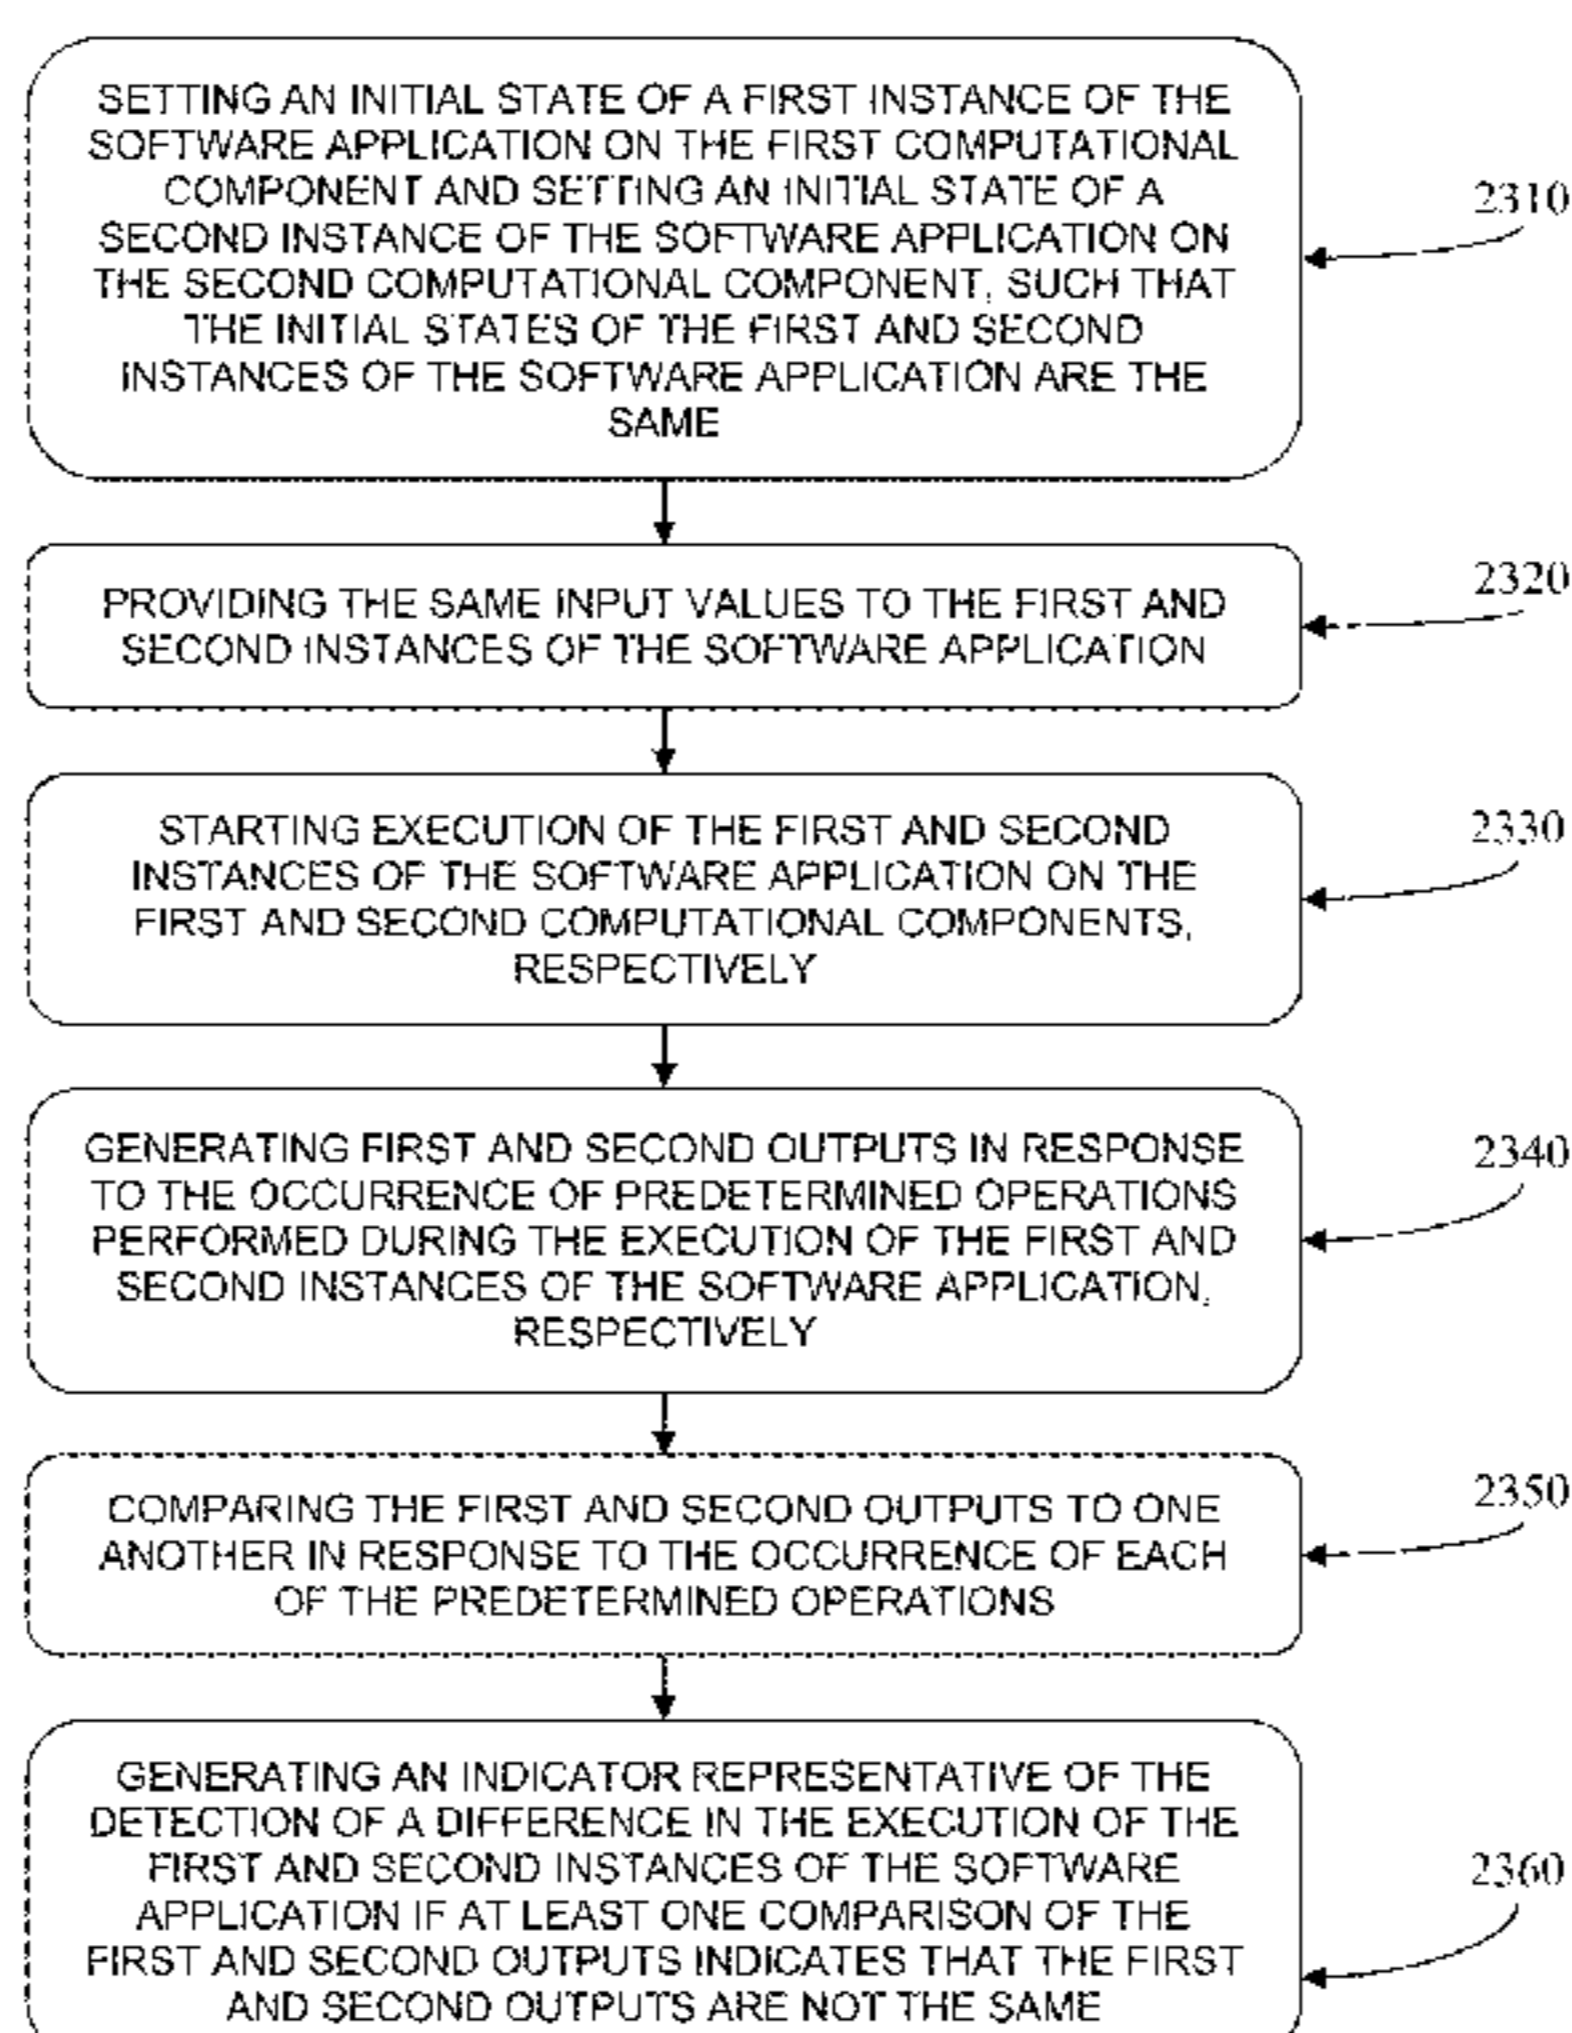 SETTING AN INITIAL STATE OF A FIRST INSTANCE OF THE
SOFTWARE APPLICATION ON THE FIRST COMPUTATIONAL
COMPONENT AND SETTING AN INITIAL STATE OF A
SECOND INSTANCE OF THE SOFTWARE APPLICATION ON
THE SECOND COMPUTATIONAL COMPONENT, SUCH THAT
THE INITIAL STATES OF THE FIRST AND SECOND
INSTANCES OF THE SOFTWARE APPLICATION ARE THE
SAME
2310
PROVIDING THE SAME INPUT VALUES TO THE FIRST AND
SECOND INSTANCES OF THE SOFTWARE APPLICATION
2320
STARTING EXECUTION OF THE FIRST AND SECOND
INSTANCES OF THE SOFTWARE APPLICATION ON THE
FIRST AND SECOND COMPUTATIONAL COMPONENTS,
RESPECTIVELY
2330
GENERATING FIRST AND SECOND OUTPUTS IN RESPONSE
TO THE OCCURRENCE OF PREDETERMINED OPERATIONS
PERFORMED DURING THE EXECUTION OF THE FIRST AND
SECOND INSTANCES OF THE SOFTWARE APPLICATION,
RESPECTIVELY
2340
COMPARING THE FIRST AND SECOND OUTPUTS TO ONE
ANOTHER IN RESPONSE TO THE OCCURRENCE OF EACH
OF THE PREDETERMINED OPERATIONS
2350
GENERATING AN INDICATOR REPRESENTATIVE OF THE
DETECTION OF A DIFFERENCE IN THE EXECUTION OF THE
FIRST AND SECOND INSTANCES OF THE SOFTWARE
APPLICATION IF AT LEAST ONE COMPARISON OF THE
FIRST AND SECOND OUTPUTS INDICATES THAT THE FIRST
AND SECOND OUTPUTS ARE NOT THE SAME
2360